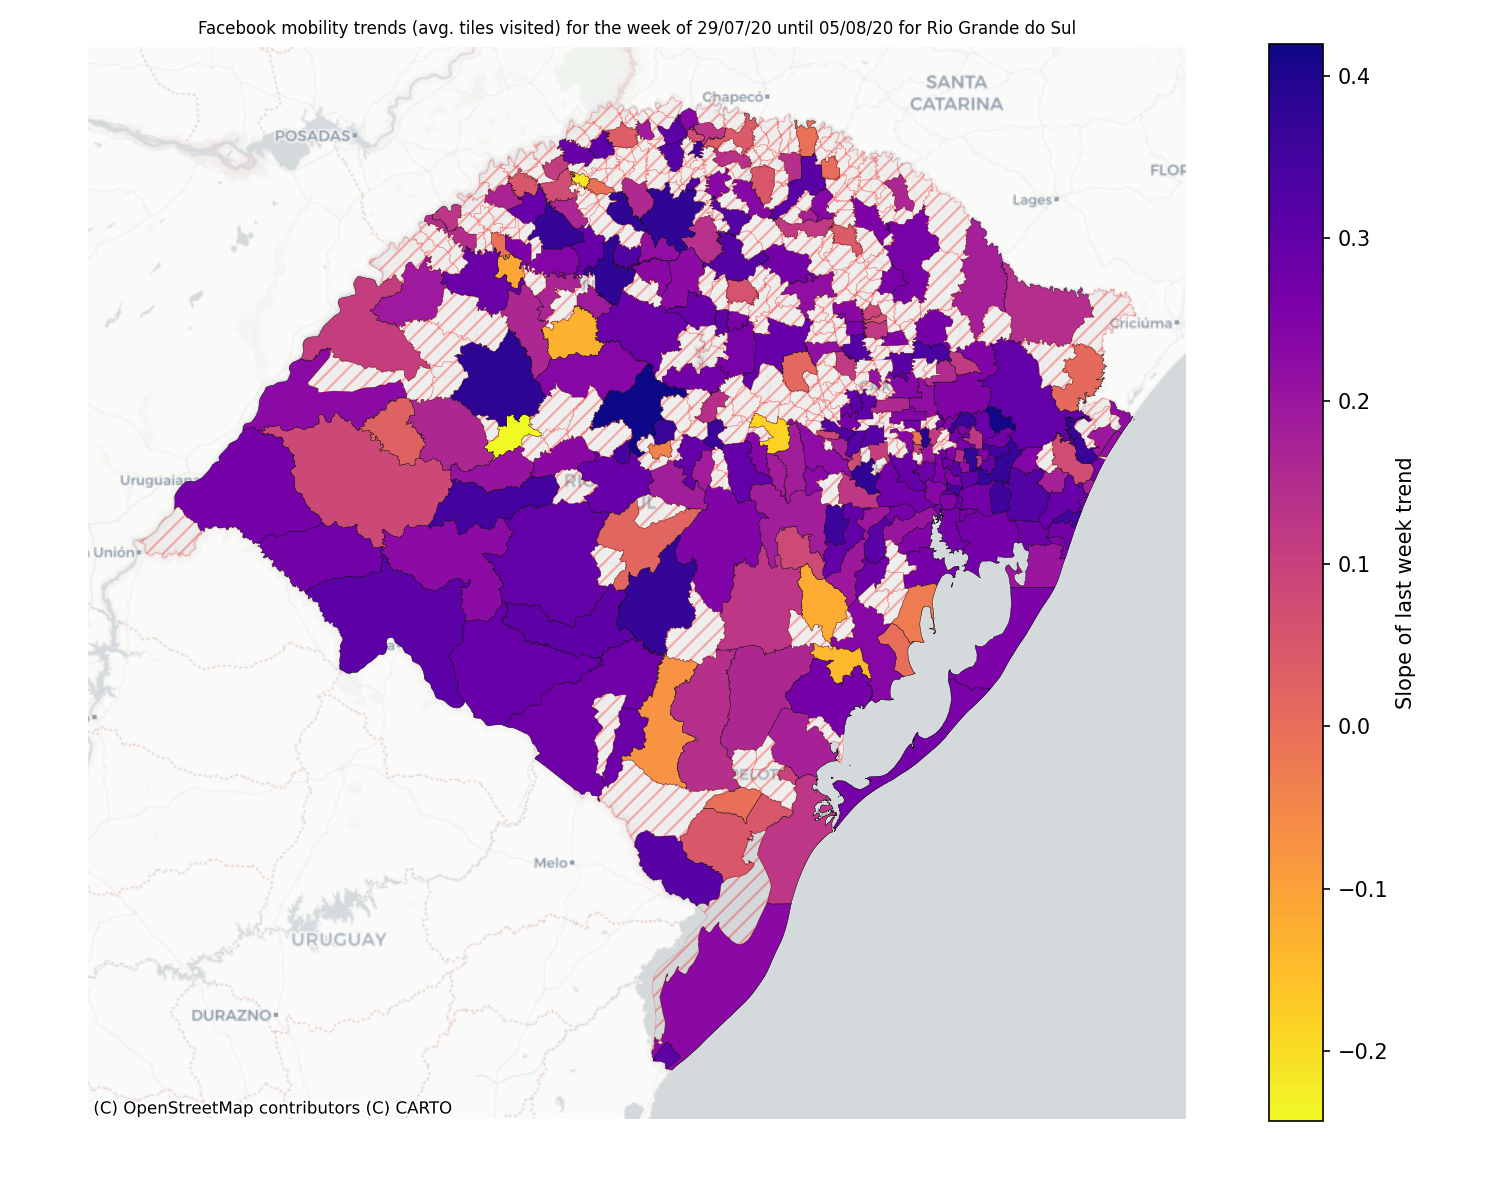 Facebook mobility trends (avg. tiles visited) for the week of 29/07/20 until 05/08/20 for Rio Grande do Sul
SANTA
CATARINA
Chapecó
POSADAS
FLOR
Lages
Criciúma
Uruguaiana
Unión
PELOT
Melo
URUGUAY
DURAZNO
(C) OpenStreetMap contributors (C) CARTO
0.4
0.3
0.2
0.1
0.0
−0.1
−0.2
Slope of last week trend